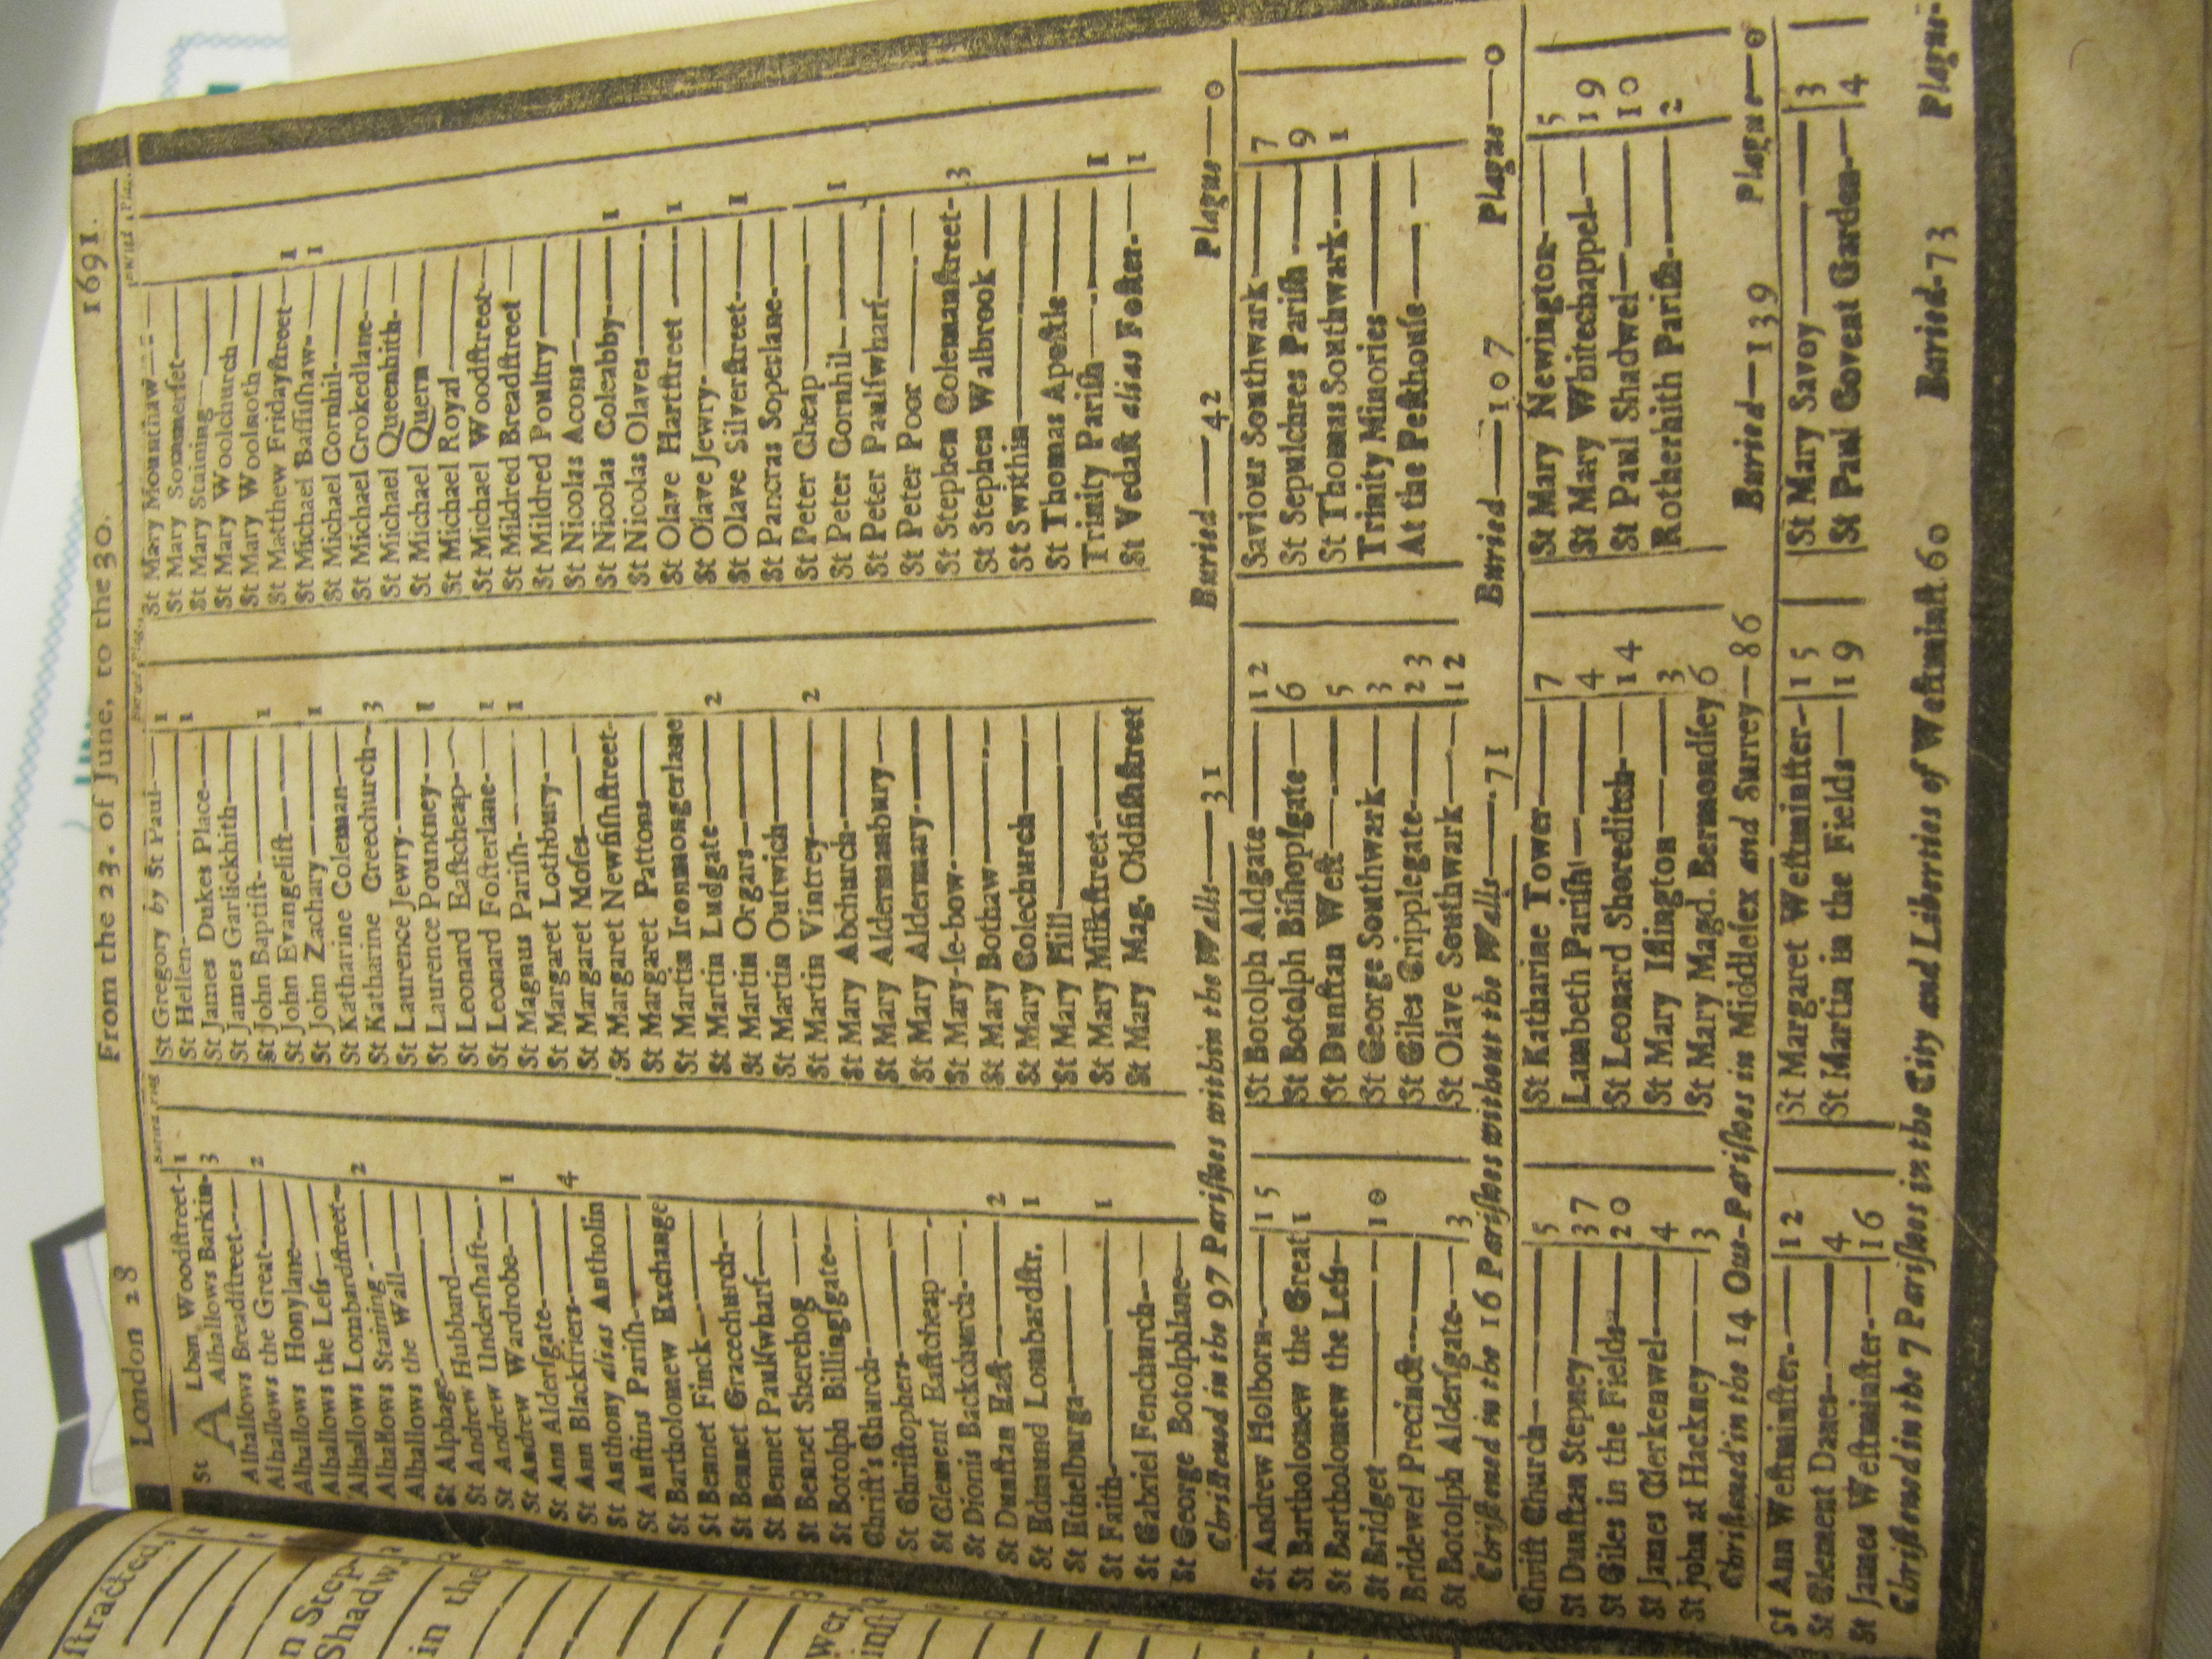 ſtracted,
n Step-
Shadw.
in the
wer,
London 28 From the 23. of June, to the 30. 1691.
St ALban Woodſtreet- 1
Alhallows Barkin- 3
Alhallows Breadſtreet-
Alhallows the Great- 2
Alhallows Honylane-
Alhallows the Leſs-
Alhallows Lombardſtreet-
Alhallows Staining- 2
Alhallows the Wall-
St Alphage-
St Andrew Hubbard-
St Andrew Underſhaft-
St Andrew Wardrobe- 1
St Ann Alderſgate-
St Ann Blackfriers- 4
St Anthony alias Antholin
St Auſtins Pariſh-
St Bartholomew Exchange
St Bennet Finck-
St Bennet Gracechurch-
St Bennet Paulſwharf-
St Bennet Sherehog
St Botolph Billingſgate-
Chriſt's Church-
St Chriſtophers-
St Clement Eaſtcheap-
St Dionis Backchurch-
St Dunſtan Eaſt- 2
St Edmund Lombardſtr. 1
St Ethelburga-
St Faith- 1
St Gabriel Fenchurch-
St George Botolphlane-
St Gregory by St Paul- 1
St Hellen- 1
St James Dukes Place-
St James Garlickhith-
St John Baptiſt- 1
St John Evangeliſt-
St John Zachary- 1
St Katharine Coleman-
St Katharine Creechurch- 3
St Laurence Jewry-
St Laurence Pountney- 1
St Leonard Eaſtcheap-
St Leonard Foſterlane- 1
St Magnus Pariſh- 1
St Margaret Lothbury-
St Margaret Moſes-
St Margaret Newfiſhſtreet-
St Margaret Pattons-
St Martin Ironmongerlane
St Martin Ludgate- 2
St Martin Orgars-
St Martin Outwich-
St Martin Vintrey- 2
St Mary Abchurch-
St Mary Aldermanbury-
St Mary Aldermary-
St Mary-le-bow-
St Mary Bothaw-
St Mary Colechurch-
St Mary Hill-
St Mary Milkſtreet-
St Mary Mag. Oldfiſhſtreet
St Mary Mounthaw-
St Mary Sommerſet-
St Mary Staining-
St Mary Woolchurch-
St Mary Woolnoth-
St Matthew Fridayſtreet- 1
St Michael Baſſiſhaw- 1
St Michael Cornhil-
St Michael Crokedlane-
St Michael Queenhith-
St Michael Quern-
St Michael Royal-
St Michael Woodſtreet-
St Mildred Breadſtreet
St Mildred Poultry-
St Nicolas Acons-
St Nicolas Coleabby- 1
St Nicolas Olaves-
St Olave Hartſtreet- 1
St Olave Jewry-
St Olave Silverſtreet- 1
St Pancras Soperlane-
St Peter Cheap-
St Peter Cornhil- 1
St Peter Paulſwharf-
St Peter Poor-
St Stephen Colemanſtreet- 3
St Stephen Walbrook-
St Swithin-
St Thomas Apoſtle-
Trinity Pariſh- 1
St Vedaſt alias Foſter- 1
Chriſtened in the 97 Pariſhes within the Walls—31 Buried—42 Plague—0
St Andrew Holborn- 15
St Bartholomew the Great 1
St Bartholomew the Leſs-
St Bridget- 10
Bridewel Precinct-
St Botolph Alderſgate- 3
St Botolph Aldgate- 12
St Botolph Biſhopſgate- 6
St Dunſtan Weſt- 5
St George Southwark- 3
St Giles Cripplegate- 23
St Olave Southwark- 12
Saviour Southwark- 7
St Sepulchres Pariſh- 9
St Thomas Southwark- 1
Trinity Minories-
At the Peſthouſe-
Chriſtened in the 16 Pariſhes without the Walls—71 Buried—107 Plague—0
Chriſt Church- 5
St Dunſtan Stepney- 37
St Giles in the Fields- 20
St James Clerkenwel- 4
St John at Hackney- 3
St Katharine Tower- 7
Lambeth Pariſh- 4
St Leonard Shoreditch- 14
St Mary Iſlington- 3
St Mary Magd. Bermondſey 6
St Mary Newington- 5
St Mary Whitechappel- 19
St Paul Shadwel- 10
Rotherhith Pariſh- 2
Chriſtened in the 14 Out-Pariſhes in Middleſex and Surrey—86 Buried—139 Plague—0
St Ann Weſtminſter- 12
St Clement Danes- 4
St James Weſtminſter- 16
St Margaret Weſtminſter- 15
St Martin in the Fields- 19
St Mary Savoy- 3
St Paul Covent Garden- 4
Chriſtened in the 7 Pariſhes in the City and Liberties of Weſtminſt. 60 Buried-73 Plague-